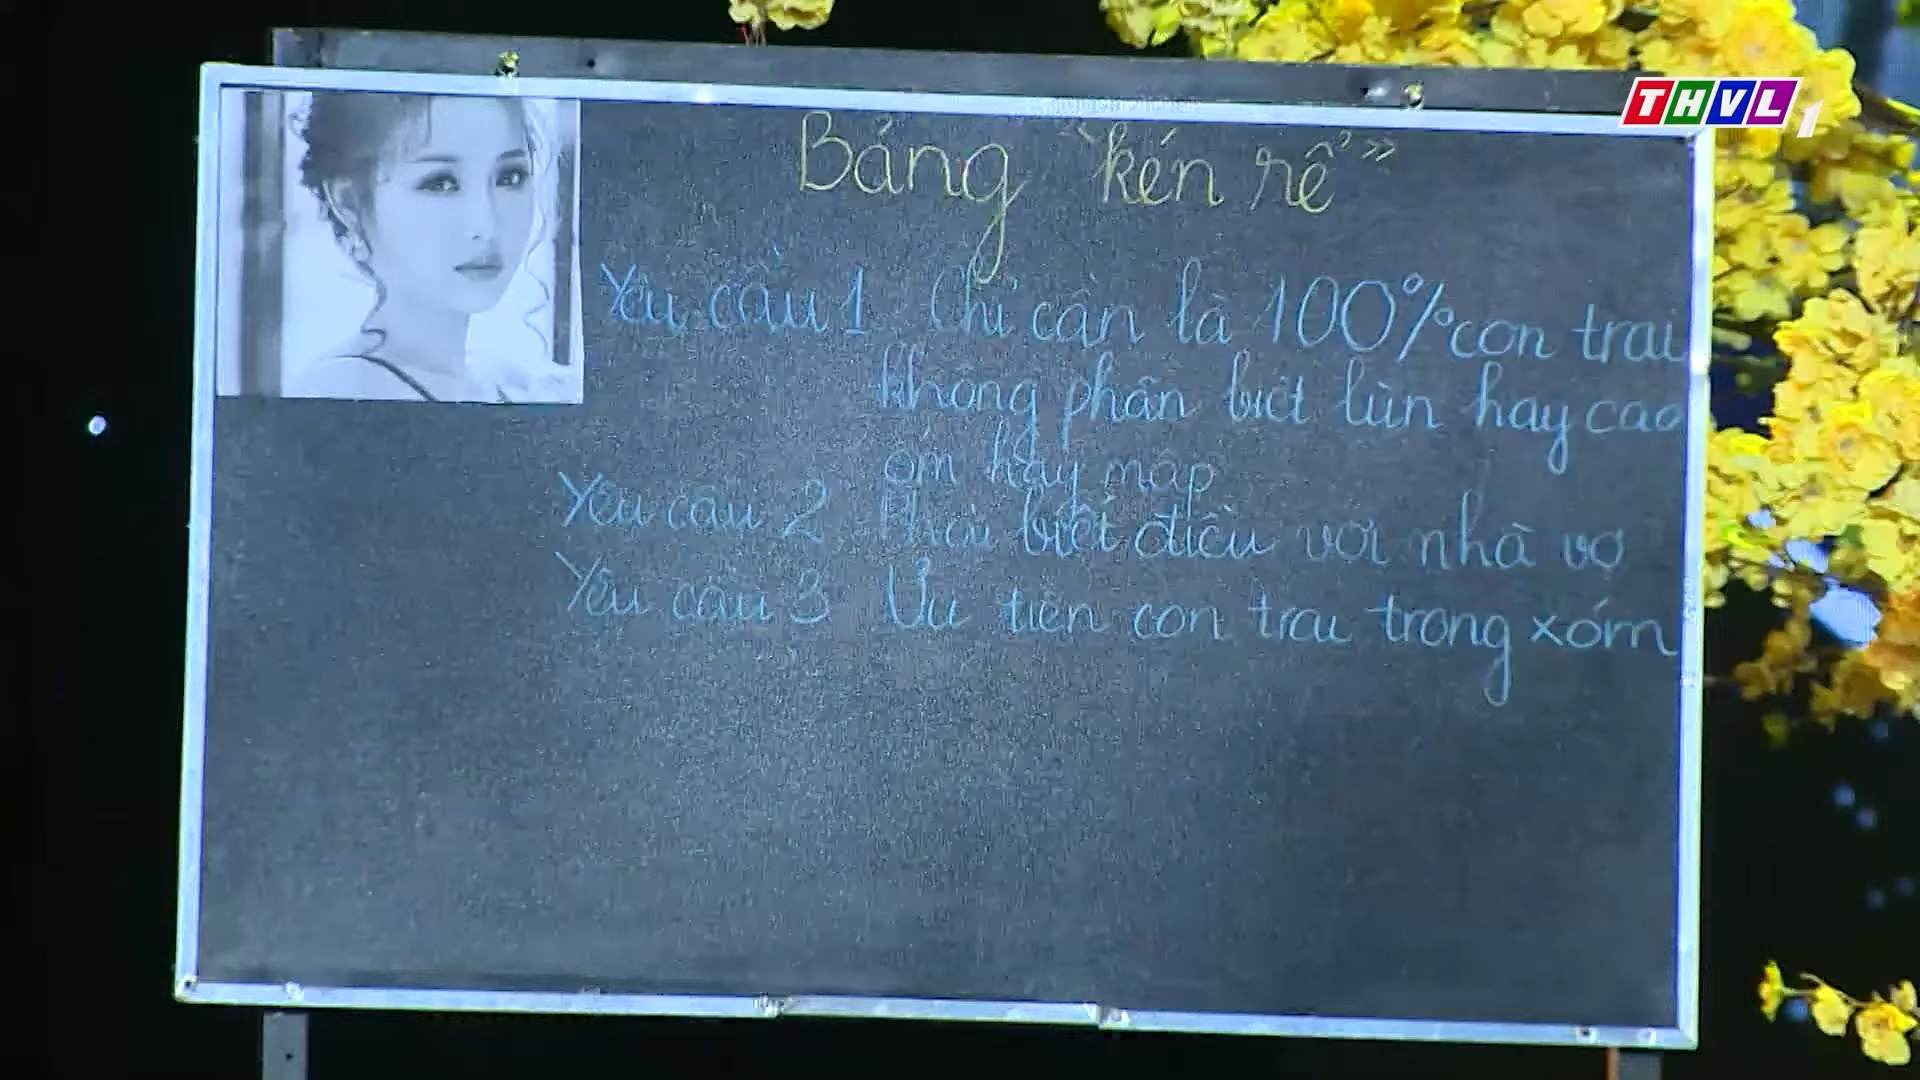 THVL1
Bảng "kén rể"
Yêu cầu 1 Chỉ cần là 100% con trai
không phân biệt lùn hay cao
ốm hay mập
Yêu cầu 2 Phải biết điều với nhà vợ
Yêu cầu 3 Ưu tiên con trai trong xóm